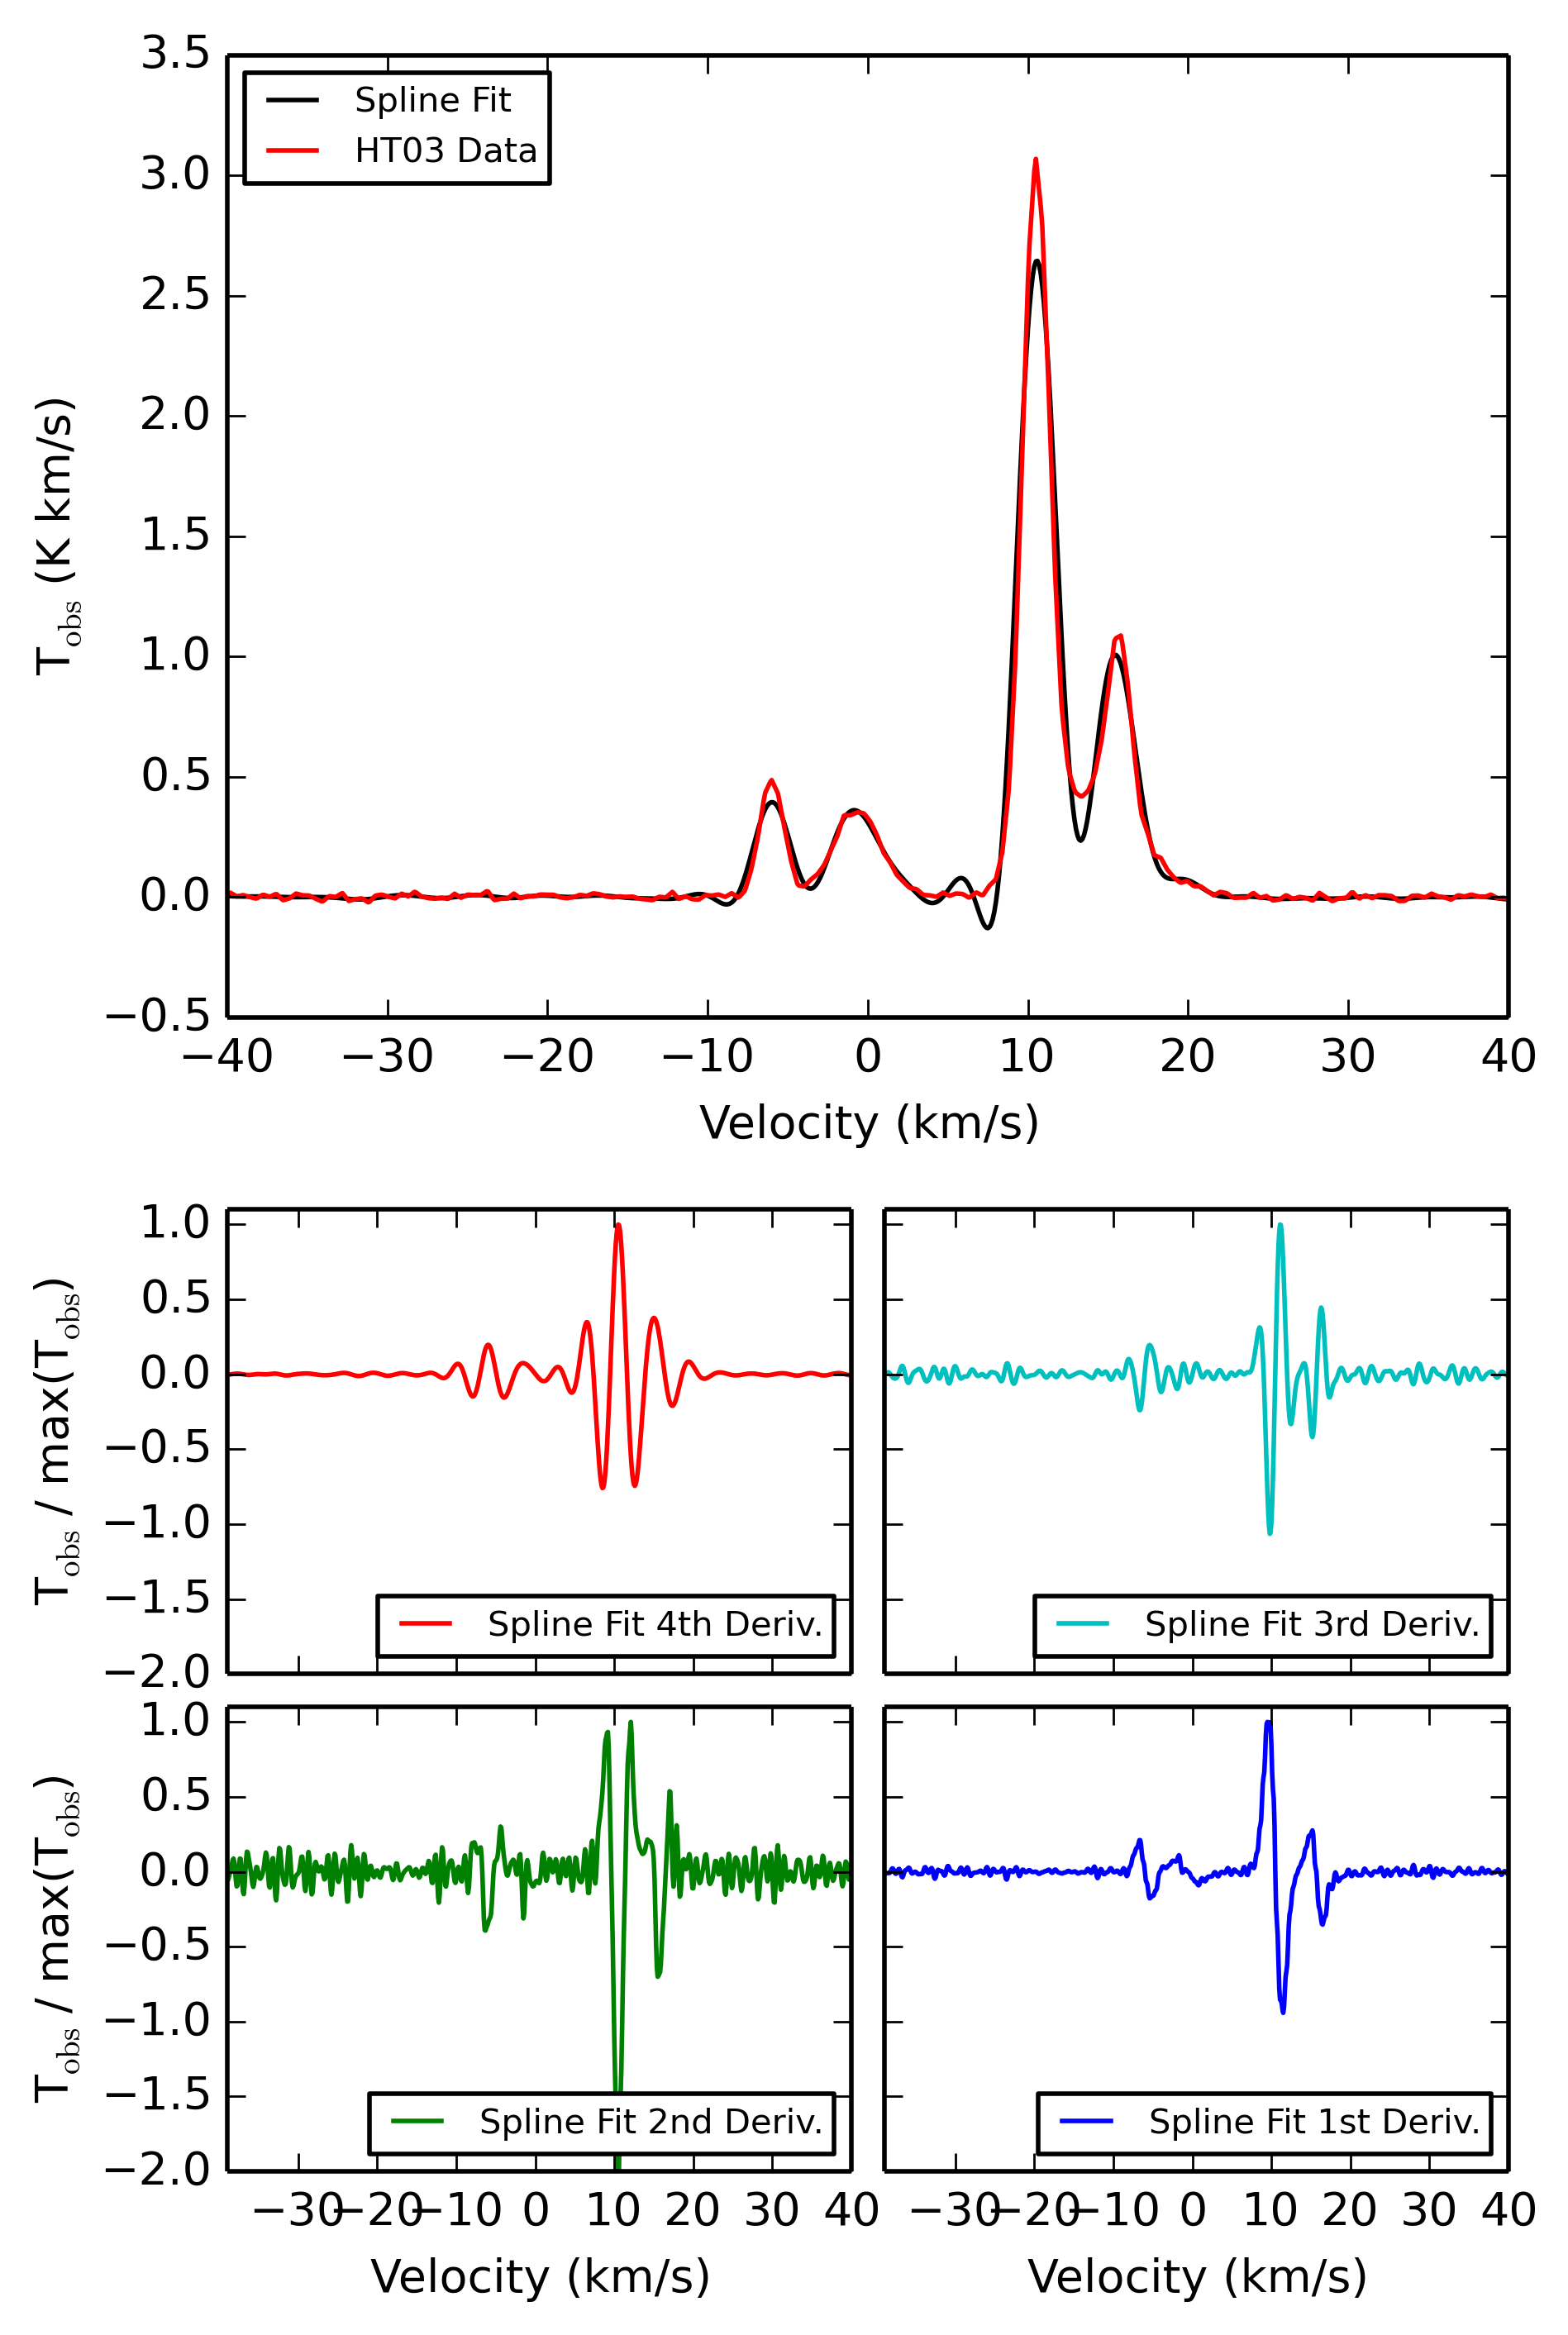 3.5
3.0
2.5
2.0
1.5
1.0
0.5
0.0
−0.5
T_obs (K km/s)
Spline Fit
HT03 Data
−40 −30 −20 −10 0 10 20 30 40
Velocity (km/s)
1.0
0.5
0.0
−0.5
−1.0
−1.5
−2.0
T_obs / max(T_obs)
Spline Fit 4th Deriv.
Spline Fit 3rd Deriv.
1.0
0.5
0.0
−0.5
−1.0
−1.5
−2.0
T_obs / max(T_obs)
Spline Fit 2nd Deriv.
Spline Fit 1st Deriv.
−30 −20 −10 0 10 20 30 40
−30 −20 −10 0 10 20 30 40
Velocity (km/s)
Velocity (km/s)